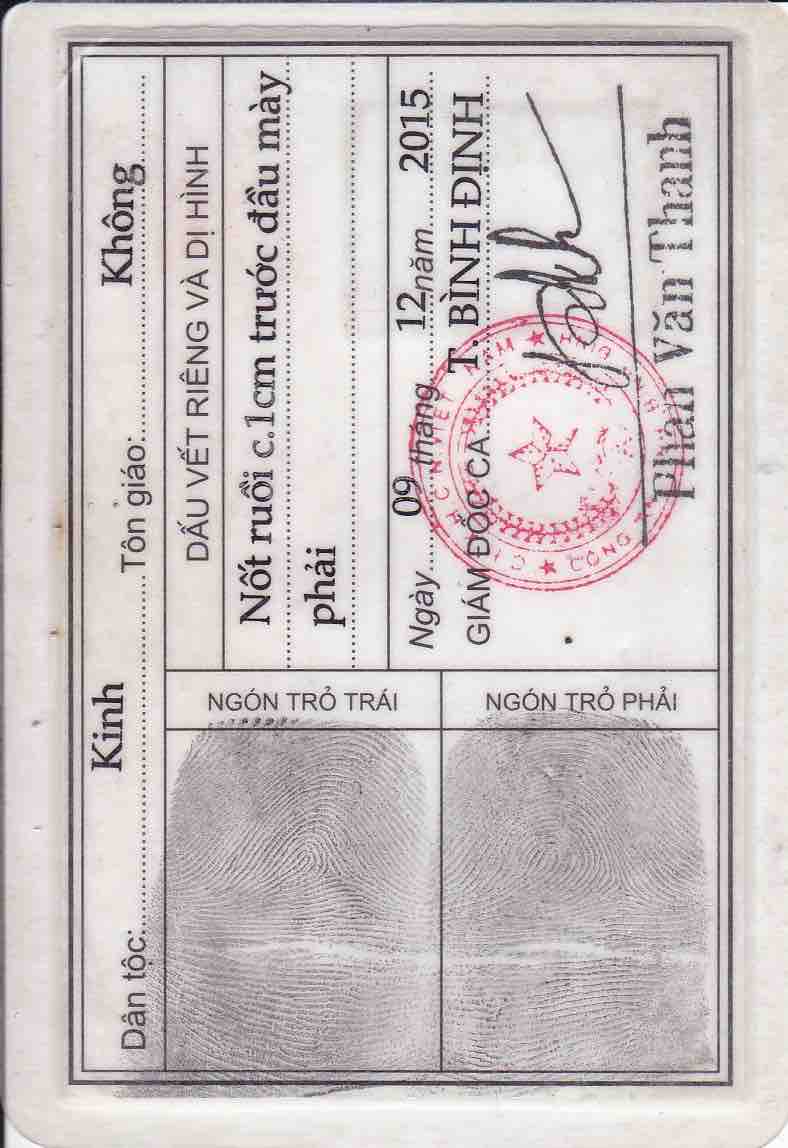 Dân tộc: Kinh Tôn giáo: Không
DẤU VẾT RIÊNG VÀ DỊ HÌNH
Nốt ruồi c.1cm trước đầu mày
phải
Ngày 09 tháng 12 năm 2015
GIÁM ĐỐC CA. T. BÌNH ĐỊNH
Phan Văn Thanh
NGÓN TRỎ TRÁI
NGÓN TRỎ PHẢI